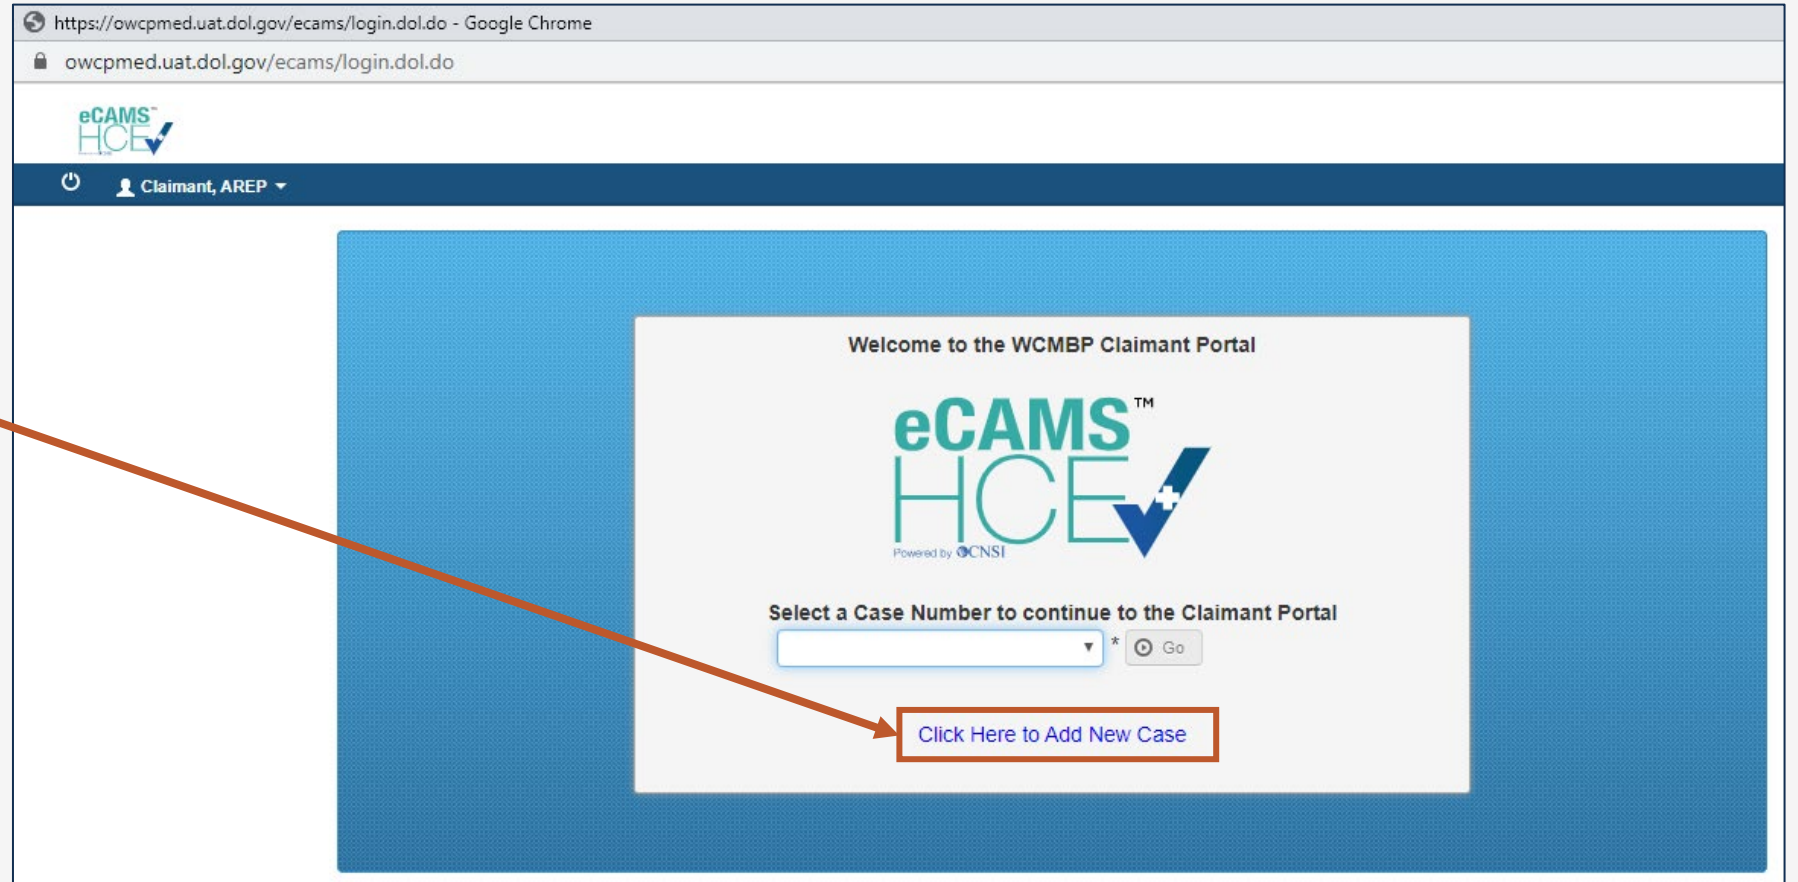 https://owcpmed.uat.dol.gov/ecams/login.dol.do - Google Chrome
owcpmed.uat.dol.gov/ecams/login.dol.do
eCAMS™
HCE
Claimant, AREP
Welcome to the WCMBP Claimant Portal
eCAMS™
HCE
Powered by CNSI
Select a Case Number to continue to the Claimant Portal
* Go
Click Here to Add New Case